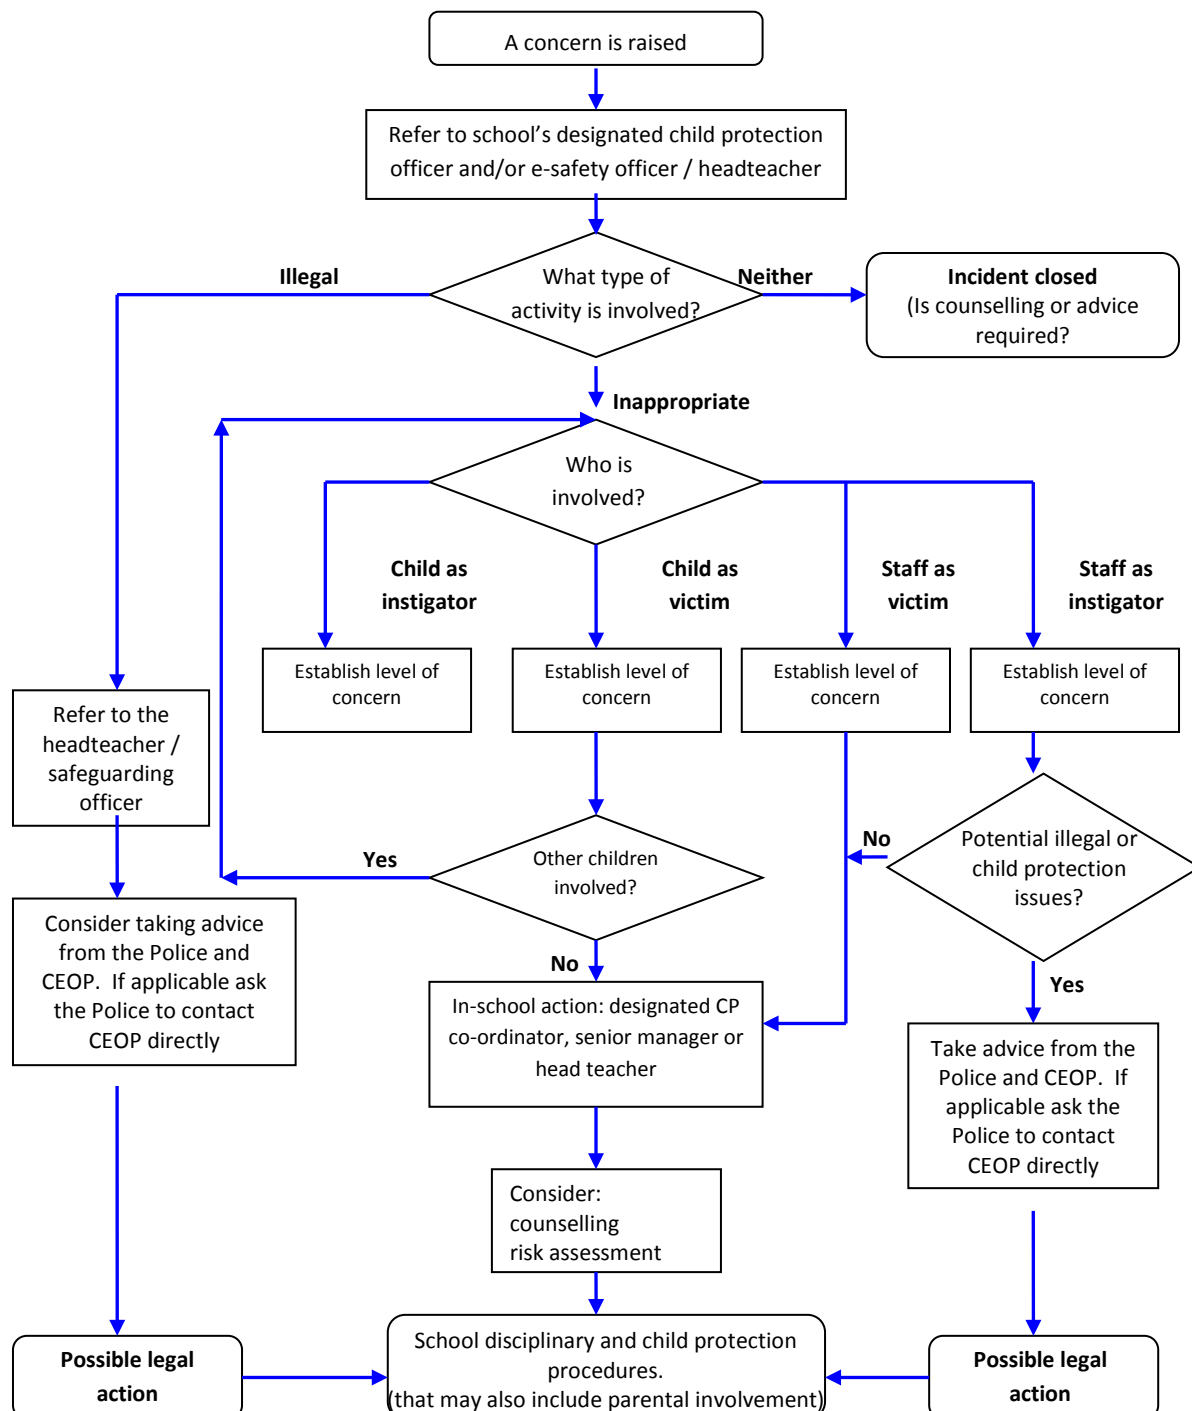 A concern is raised
Refer to school’s designated child protection
officer and/or e-safety officer / headteacher
Illegal
What type of
activity is involved?
Neither
Incident closed
(Is counselling or advice
required?
Inappropriate
Who is
involved?
Child as
instigator
Child as
victim
Staff as
victim
Staff as
instigator
Establish level of
concern
Establish level of
concern
Establish level of
concern
Establish level of
concern
Refer to the
headteacher /
safeguarding
officer
Yes
Other children
involved?
No
Potential illegal or
child protection
issues?
Consider taking advice
from the Police and
CEOP.  If applicable ask
the Police to contact
CEOP directly
No
In-school action: designated CP
co-ordinator, senior manager or
head teacher
Yes
Take advice from the
Police and CEOP.  If
applicable ask the
Police to contact
CEOP directly
Consider:
counselling
risk assessment
Possible legal
action
School disciplinary and child protection
procedures.
(that may also include parental involvement)
Possible legal
action